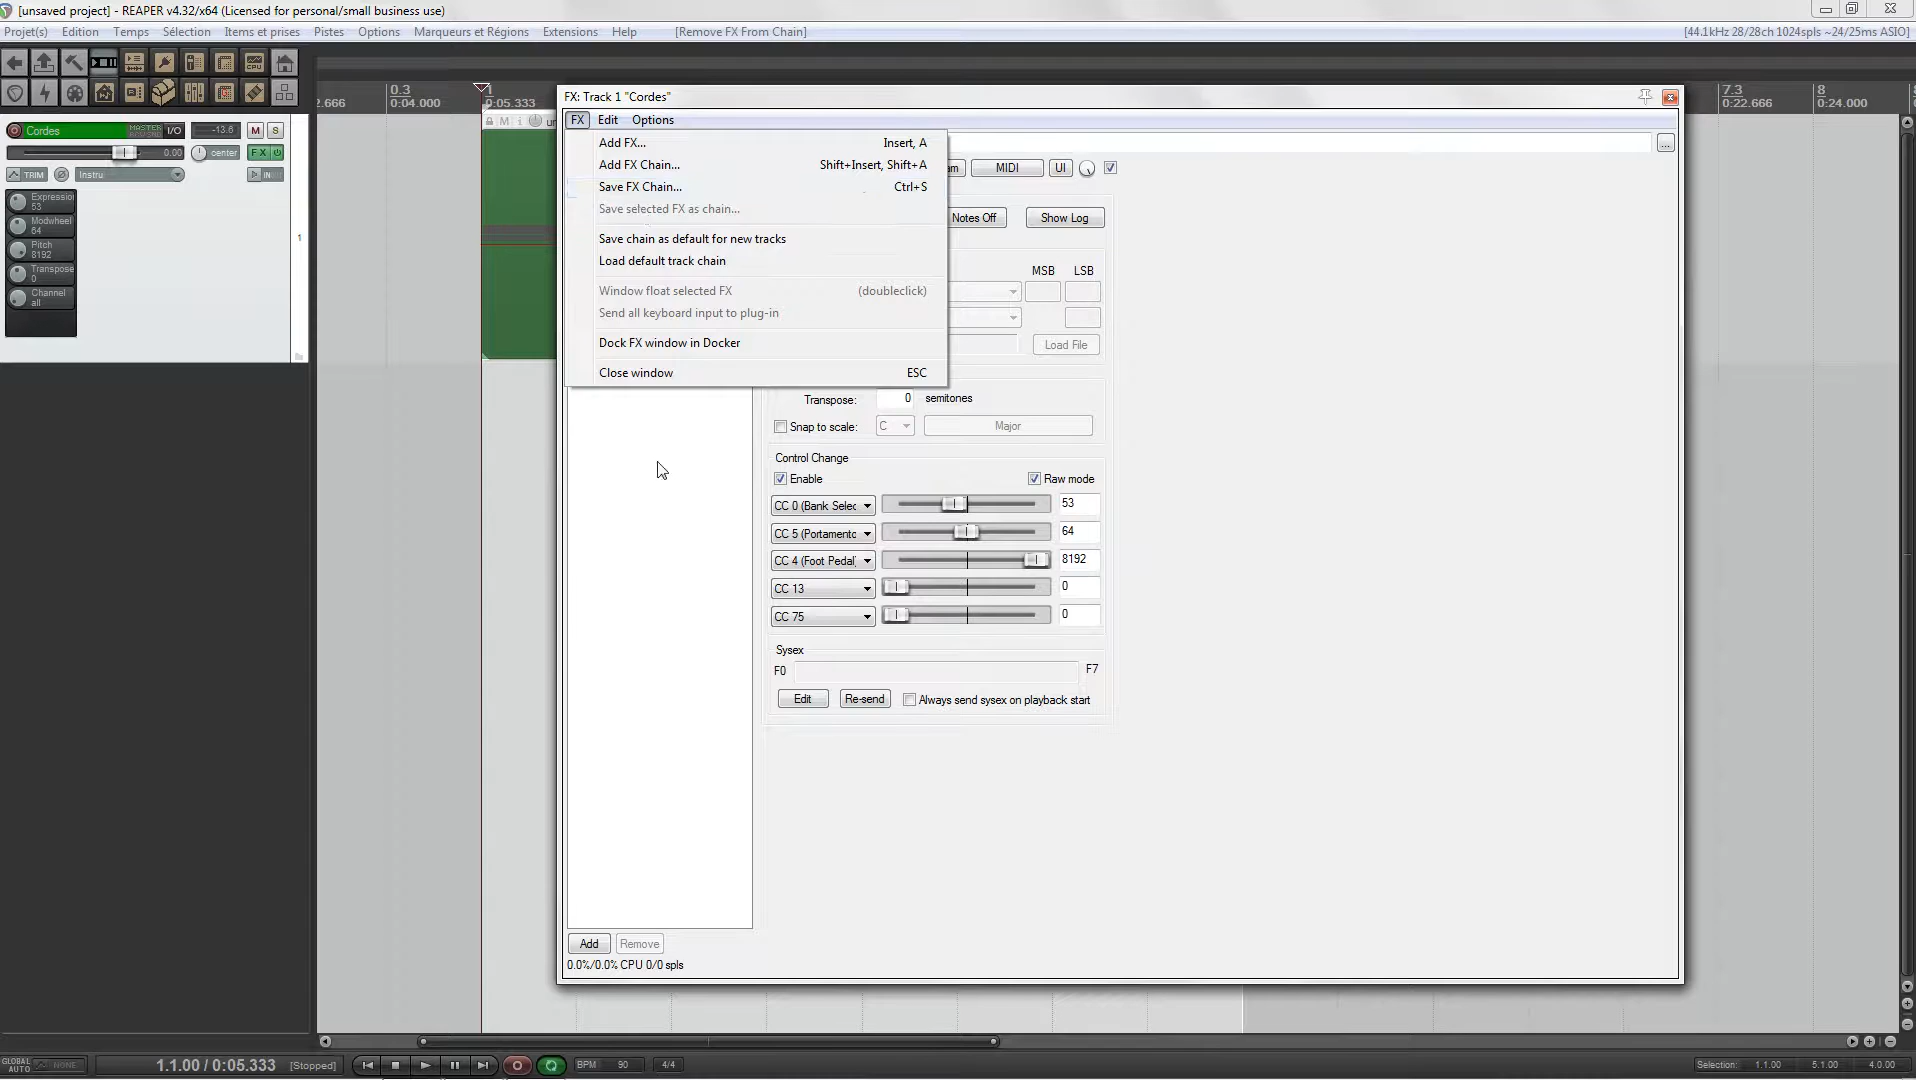 [unsaved project] - REAPER v4.32/x64 (Licensed for personal/small business use)
Projet(s) Edition Temps Sélection Items et prises Pistes Options Marqueurs et Régions Extensions Help [Remove FX From Chain] [44.1kHz 28/28ch 1024spls ~24/25ms ASIO]
2.666
0.3
0:04.000
1
0:05.333
7.3
0:22.666
8
0:24.000
FX: Track 1 "Cordes"
FX Edit Options
Add FX... Insert, A
Add FX Chain... Shift+Insert, Shift+A
Save FX Chain... Ctrl+S
Save selected FX as chain...
Save chain as default for new tracks
Load default track chain
Window float selected FX (doubleclick)
Send all keyboard input to plug-in
Dock FX window in Docker
Close window ESC
Cordes MASTER I/O -13.6 M S
0.00 center FX
TRIM Instru IN
Expression
53
Modwheel
64
Pitch
8192
Transpose
0
Channel
all
1
am MIDI UI
...
Notes Off Show Log
MSB LSB
Load File
Transpose: 0 semitones
Snap to scale: C Major
Control Change
Enable Raw mode
CC 0 (Bank Selec 53
CC 5 (Portamento 64
CC 4 (Foot Pedal) 8192
CC 13 0
CC 75 0
Sysex
F0 F7
Edit Re-send Always send sysex on playback start
Add Remove
0.0%/0.0% CPU 0/0 spls
GLOBAL
AUTO NONE
1.1.00 / 0:05.333 [Stopped] BPM 90 4/4 Selection: 1.1.00 5.1.00 4.0.00